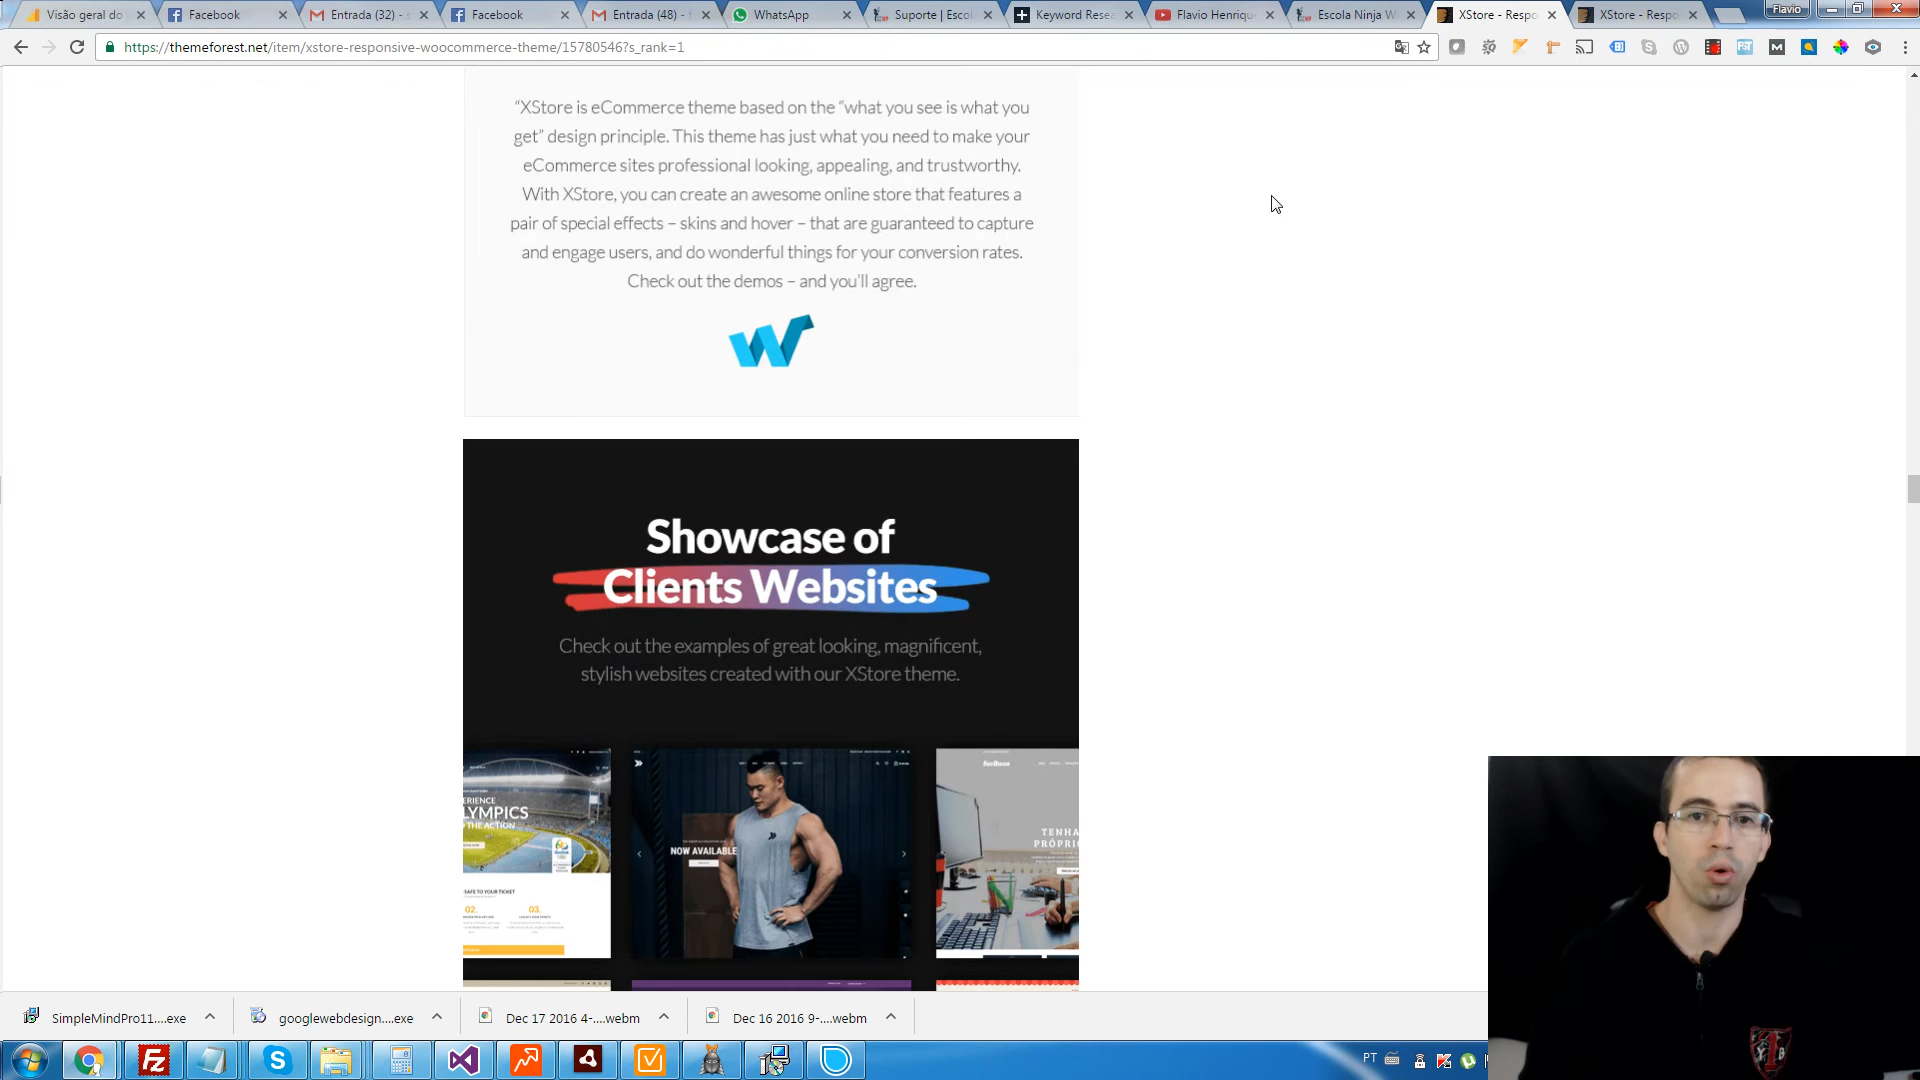 Visão geral do
Facebook
Entrada (32) - s
Facebook
Entrada (48) - f
WhatsApp
Suporte | Escol
Keyword Resea
Flavio Henrique
Escola Ninja W
XStore - Respo
XStore - Respo
Flavio
https://themeforest.net/item/xstore-responsive-woocommerce-theme/15780546?s_rank=1
“XStore is eCommerce theme based on the “what you see is what you
get” design principle. This theme has just what you need to make your
eCommerce sites professional looking, appealing, and trustworthy.
With XStore, you can create an awesome online store that features a
pair of special effects – skins and hover – that are guaranteed to capture
and engage users, and do wonderful things for your conversion rates.
Check out the demos – and you’ll agree.
Showcase of
Clients Websites
Check out the examples of great looking, magnificent,
stylish websites created with our XStore theme.
ERIENCE
LYMPICS
D THE ACTION
SAFE TO YOUR TICKET
02.
03.
NOW AVAILABLE
TENHA
PRÓPRIO
SimpleMindPro11....exe
googlewebdesign....exe
Dec 17 2016 4-....webm
Dec 16 2016 9-....webm
PT